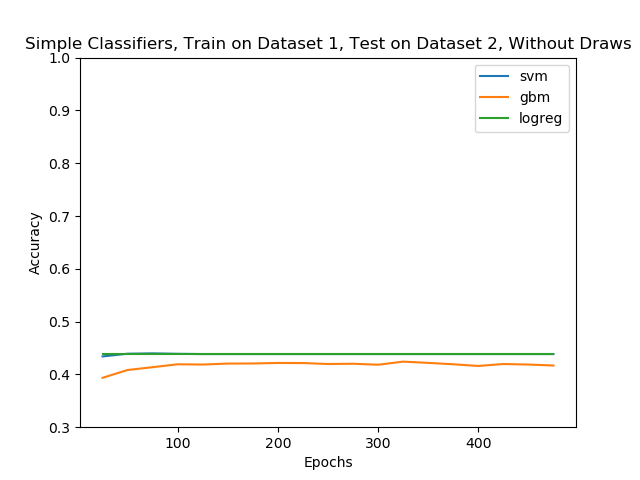 Simple Classifiers, Train on Dataset 1, Test on Dataset 2, Without Draws
1.0
0.9
0.8
0.7
0.6
0.5
0.4
0.3
Accuracy
svm
gbm
logreg
100
200
300
400
Epochs